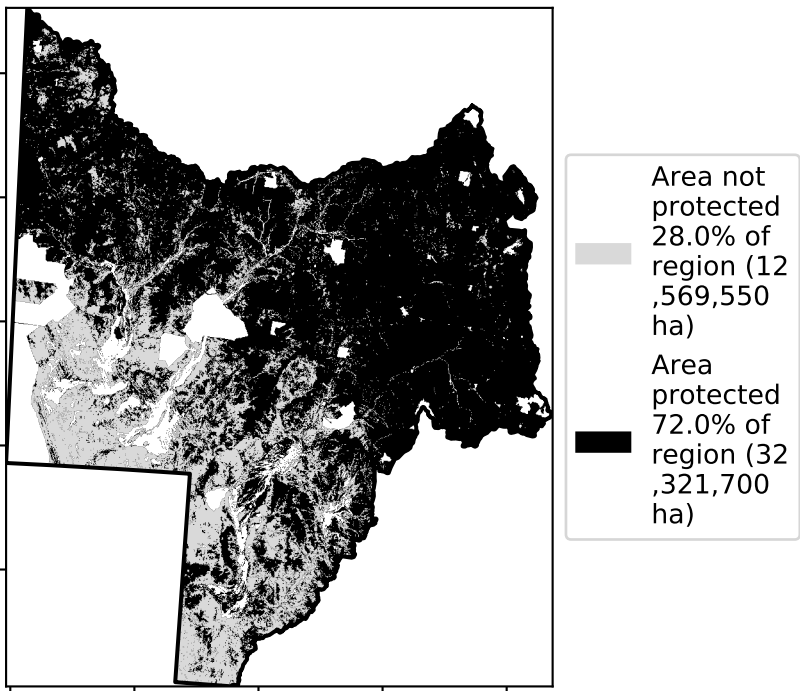 Area not
protected
28.0% of
region (12
,569,550
ha)
Area
protected
72.0% of
region (32
,321,700
ha)